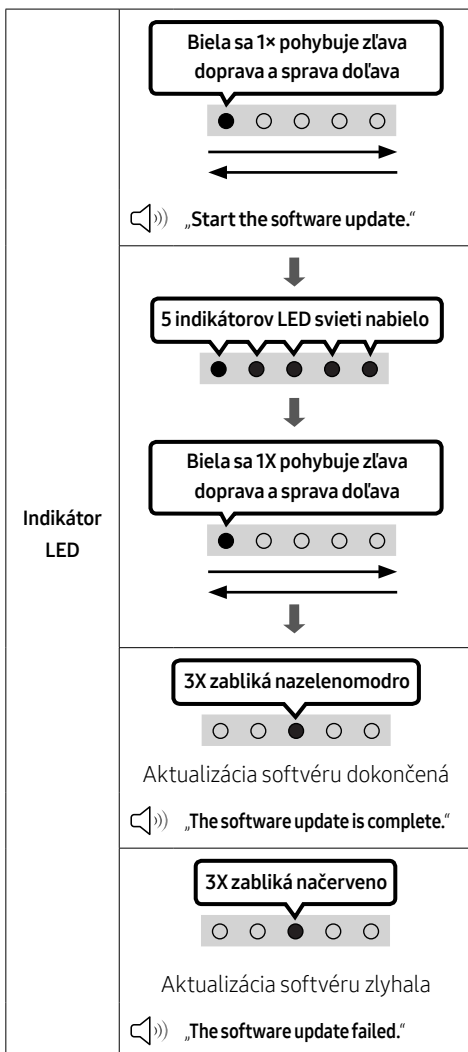 Indikátor
LED
Biela sa 1× pohybuje zľava
doprava a sprava doľava
„Start the software update.“
5 indikátorov LED svieti nabielo
Biela sa 1X pohybuje zľava
doprava a sprava doľava
3X zabliká nazelenomodro
Aktualizácia softvéru dokončená
„The software update is complete.“
3X zabliká načerveno
Aktualizácia softvéru zlyhala
„The software update failed.“